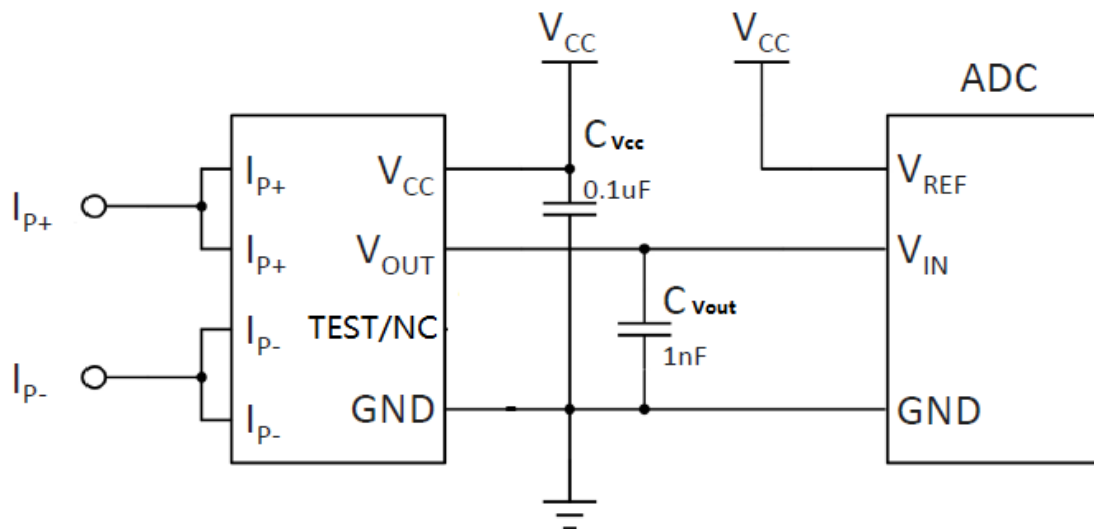 VCC
VCC
ADC
CVcc
0.1uF
IP+
IP+
VCC
VREF
IP+
VOUT
VIN
IP-
TEST/NC
CVout
1nF
IP-
IP-
GND
GND